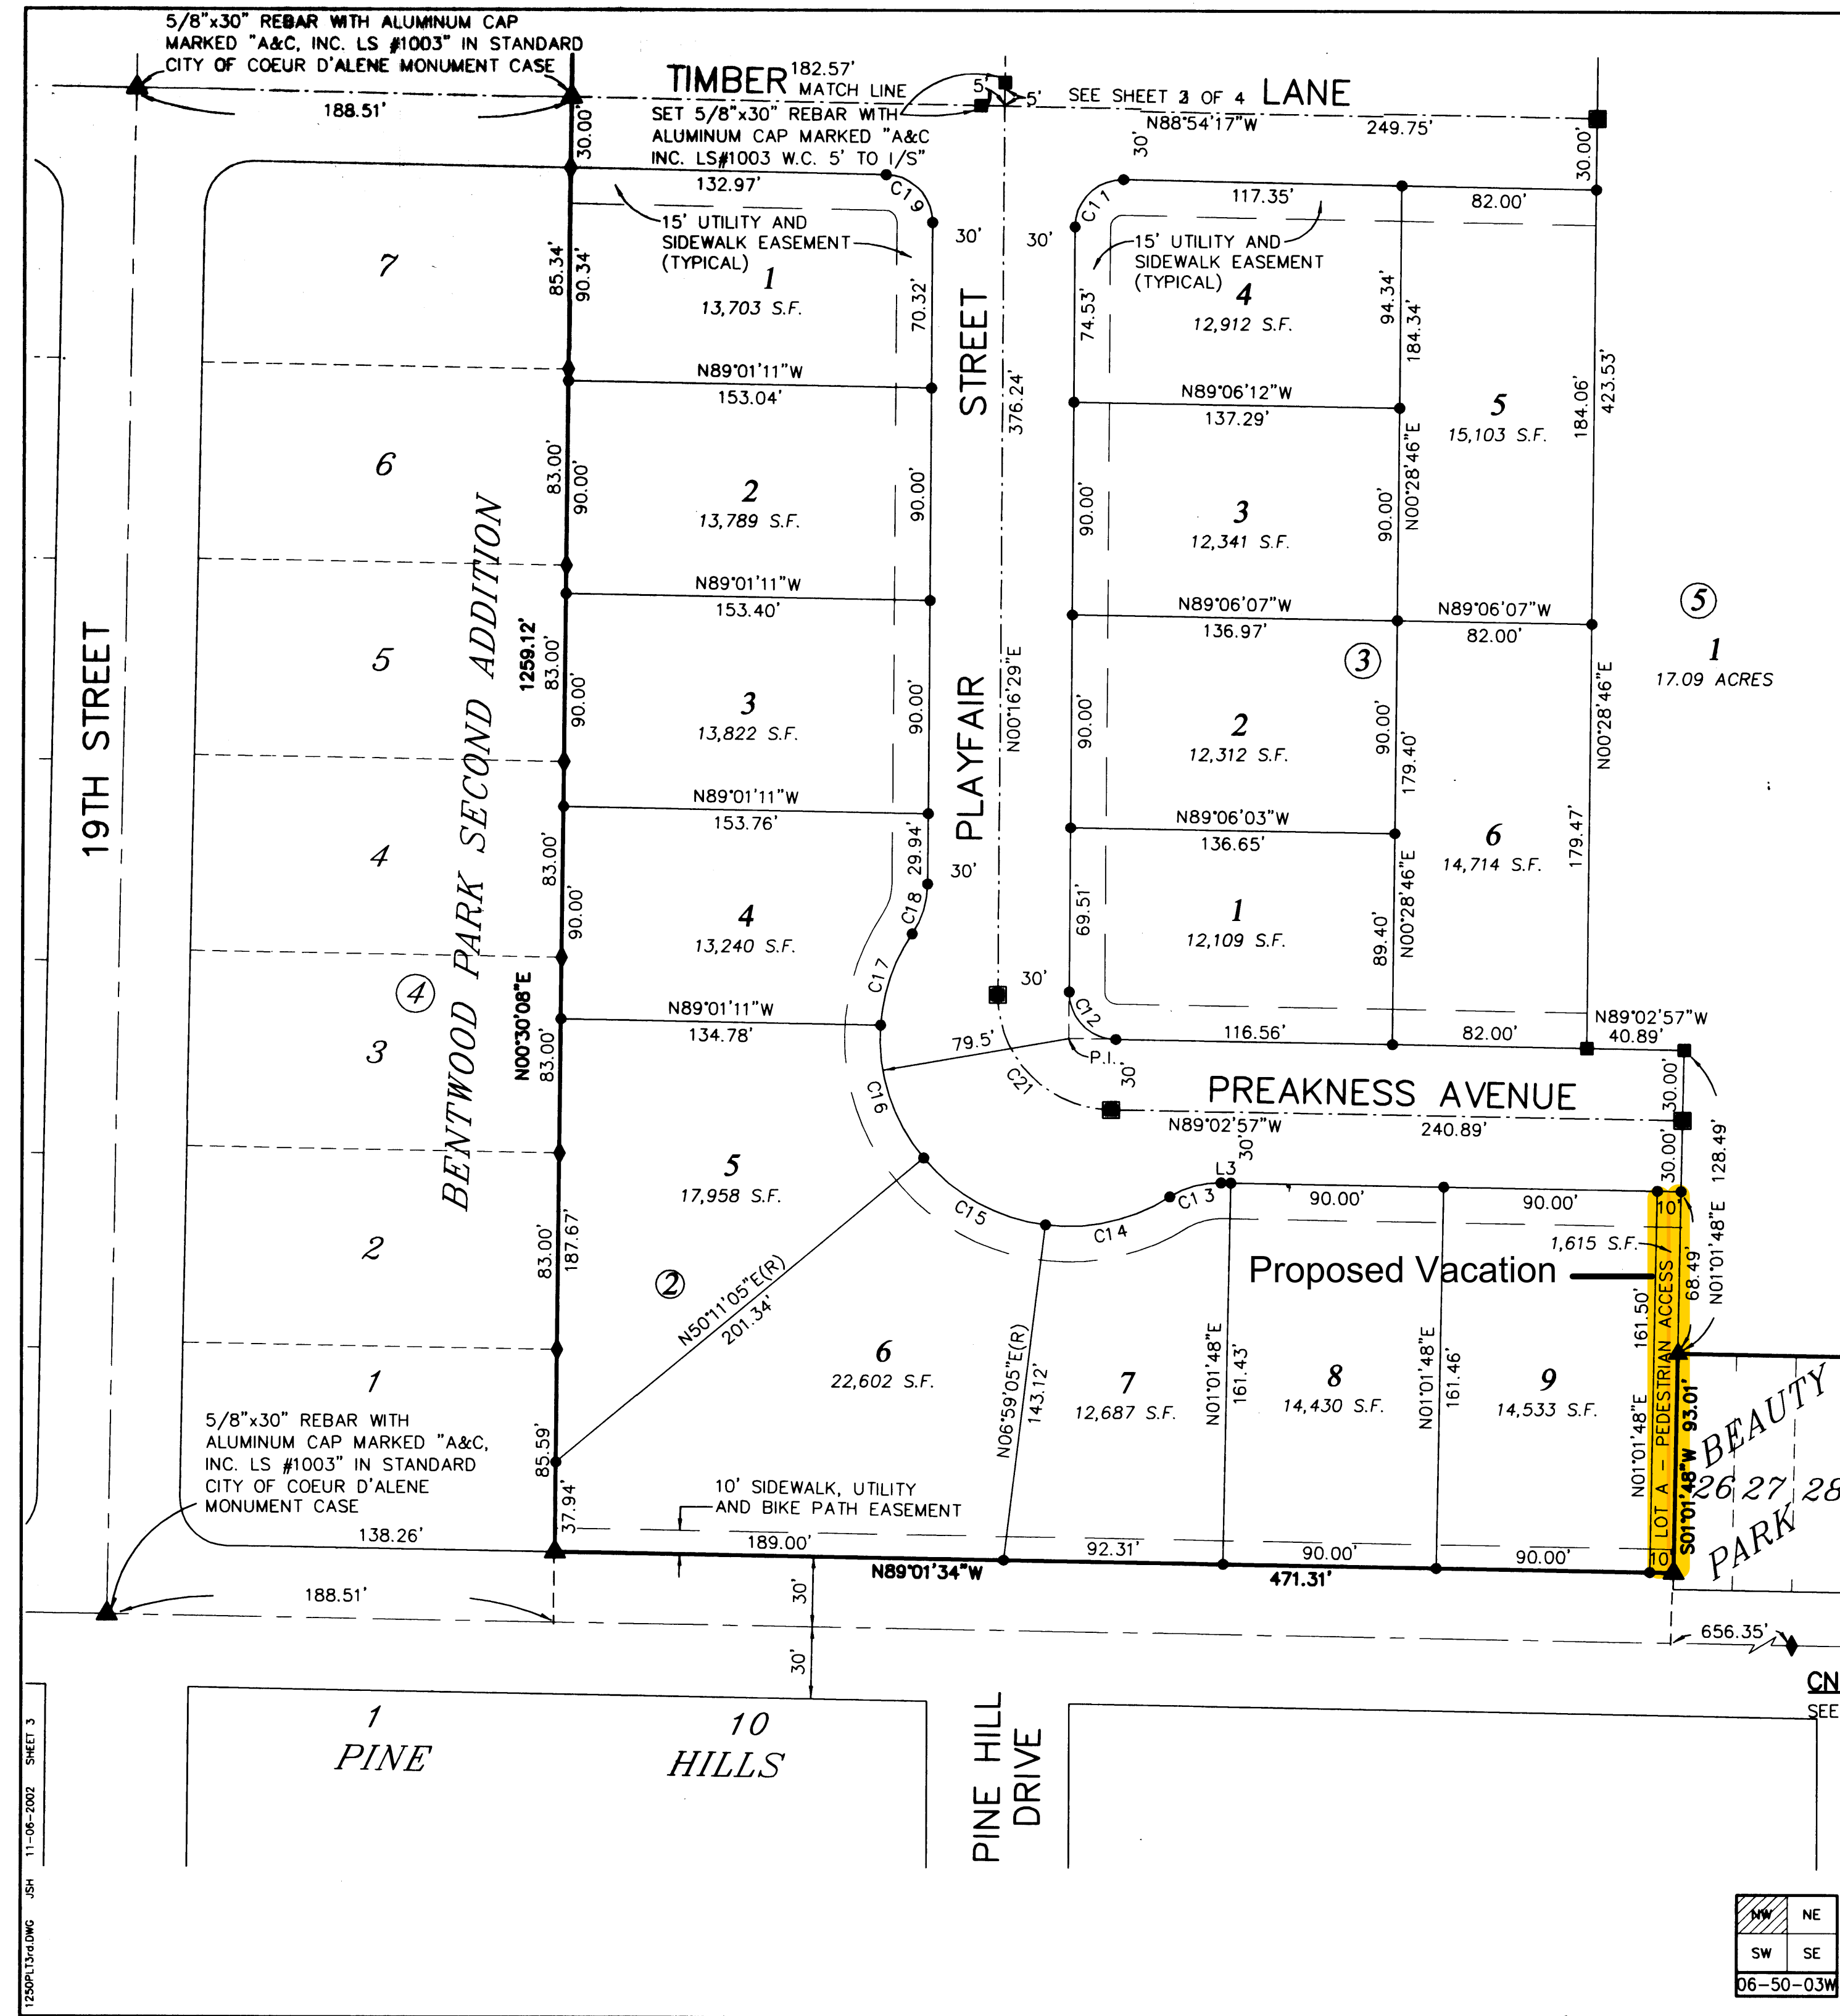 5/8"x30" REBAR WITH ALUMINUM CAP
MARKED "A&C, INC. LS #1003" IN STANDARD
CITY OF COEUR D'ALENE MONUMENT CASE
188.51'
30.00'
TIMBER
182.57'
MATCH LINE
5'
5'
SEE SHEET 2 OF 4
LANE
SET 5/8"x30" REBAR WITH
ALUMINUM CAP MARKED "A&C
INC. LS#1003 W.C. 5' TO I/S"
N88°54'17"W
249.75'
30'
30.00'
132.97'
C19
C11
117.35'
82.00'
15' UTILITY AND
SIDEWALK EASEMENT
(TYPICAL)
30'
30'
15' UTILITY AND
SIDEWALK EASEMENT
(TYPICAL)
7
85.34'
90.34'
1
13,703 S.F.
70.32'
STREET
376.24'
74.53'
4
12,912 S.F.
94.34'
184.34'
5
15,103 S.F.
184.06'
423.53'
N89°01'11"W
153.04'
N89°06'12"W
137.29'
6
83.00'
90.00'
2
13,789 S.F.
90.00'
90.00'
3
12,341 S.F.
90.00'
N00°28'46"E
N89°01'11"W
153.40'
N89°06'07"W
136.97'
N89°06'07"W
82.00'
5
1
17.09 ACRES
19TH STREET
BENTWOOD PARK SECOND ADDITION
5
1259.12'
83.00'
90.00'
3
13,822 S.F.
90.00'
PLAYFAIR
N00°16'29"E
90.00'
2
12,312 S.F.
3
90.00'
179.40'
N00°28'46"E
N89°01'11"W
153.76'
N89°06'03"W
136.65'
4
83.00'
90.00'
4
13,240 S.F.
29.94'
30'
C18
69.51'
1
12,109 S.F.
89.40'
N00°28'46"E
6
14,714 S.F.
179.47'
4
N00°30'08"E
C17
30'
C12
N89°01'11"W
134.78'
79.5'
P.I.
116.56'
82.00'
N89°02'57"W
40.89'
3
83.00'
C16
C21
30'
PREAKNESS AVENUE
N89°02'57"W
240.89'
30.00'
30.00'
128.49'
N01°01'48"E
5
17,958 S.F.
C15
C14
C13
L3
30'
90.00'
90.00'
10'
1,615 S.F.
2
83.00'
187.67'
2
N50°11'05"E(R)
201.34'
Proposed Vacation
161.50'
N01°01'48"E
LOT A - PEDESTRIAN ACCESS
68.49'
S01°01'48"W 93.01'
6
22,602 S.F.
N06°59'05"E(R)
143.12'
7
12,687 S.F.
N01°01'48"E
161.43'
8
14,430 S.F.
N01°01'48"E
161.46'
9
14,533 S.F.
BEAUTY
26 27 28
PARK
1
5/8"x30" REBAR WITH
ALUMINUM CAP MARKED "A&C,
INC. LS #1003" IN STANDARD
CITY OF COEUR D'ALENE
MONUMENT CASE
85.59'
37.94'
10' SIDEWALK, UTILITY
AND BIKE PATH EASEMENT
138.26'
189.00'
92.31'
90.00'
90.00'
10'
N89°01'34"W
471.31'
188.51'
30'
30'
656.35'
CN
SEE
1
10
PINE
HILLS
PINE HILL
DRIVE
1250PLT3rd.DWG JSH 11-06-2002 SHEET 3
NW NE
SW SE
06-50-03W